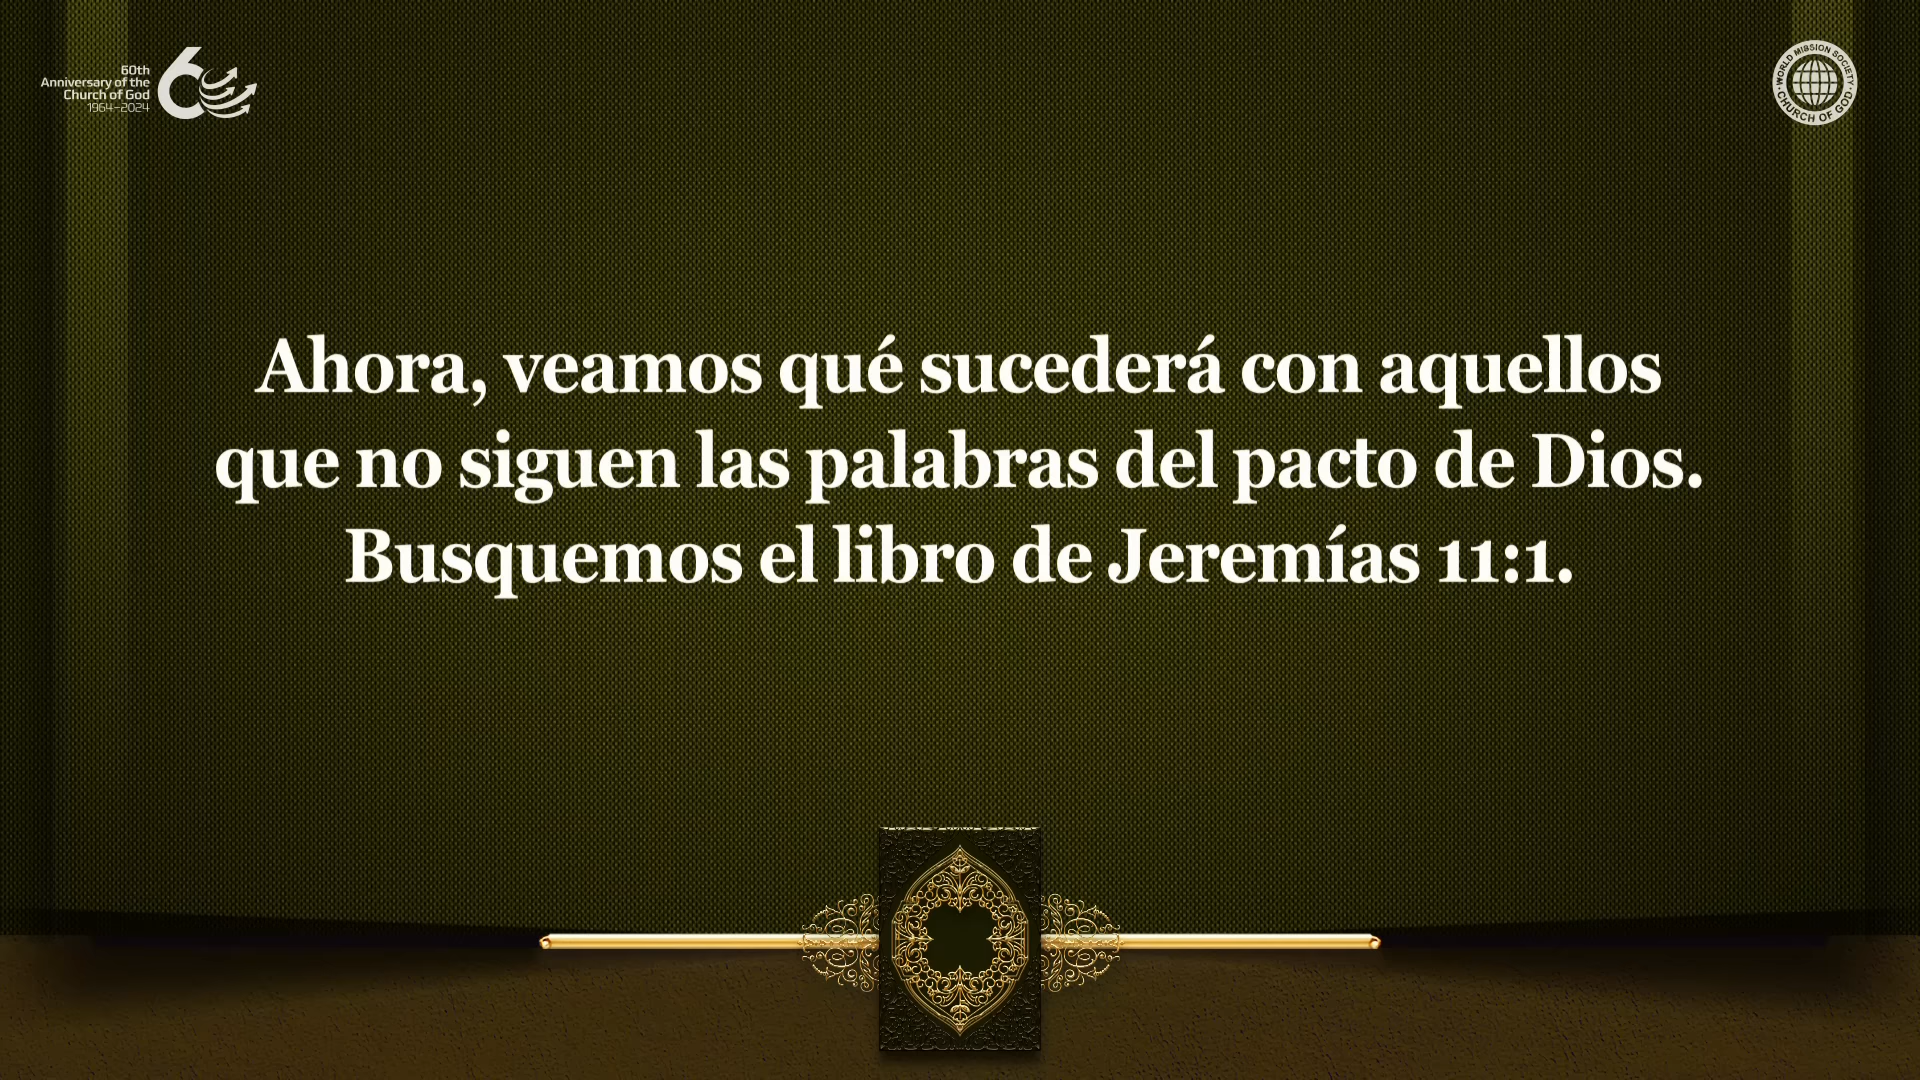 60th
Anniversary of the
Church of God
1964–2024
WORLD MISSION SOCIETY
CHURCH OF GOD
Ahora, veamos qué sucederá con aquellos
que no siguen las palabras del pacto de Dios.
Busquemos el libro de Jeremías 11:1.